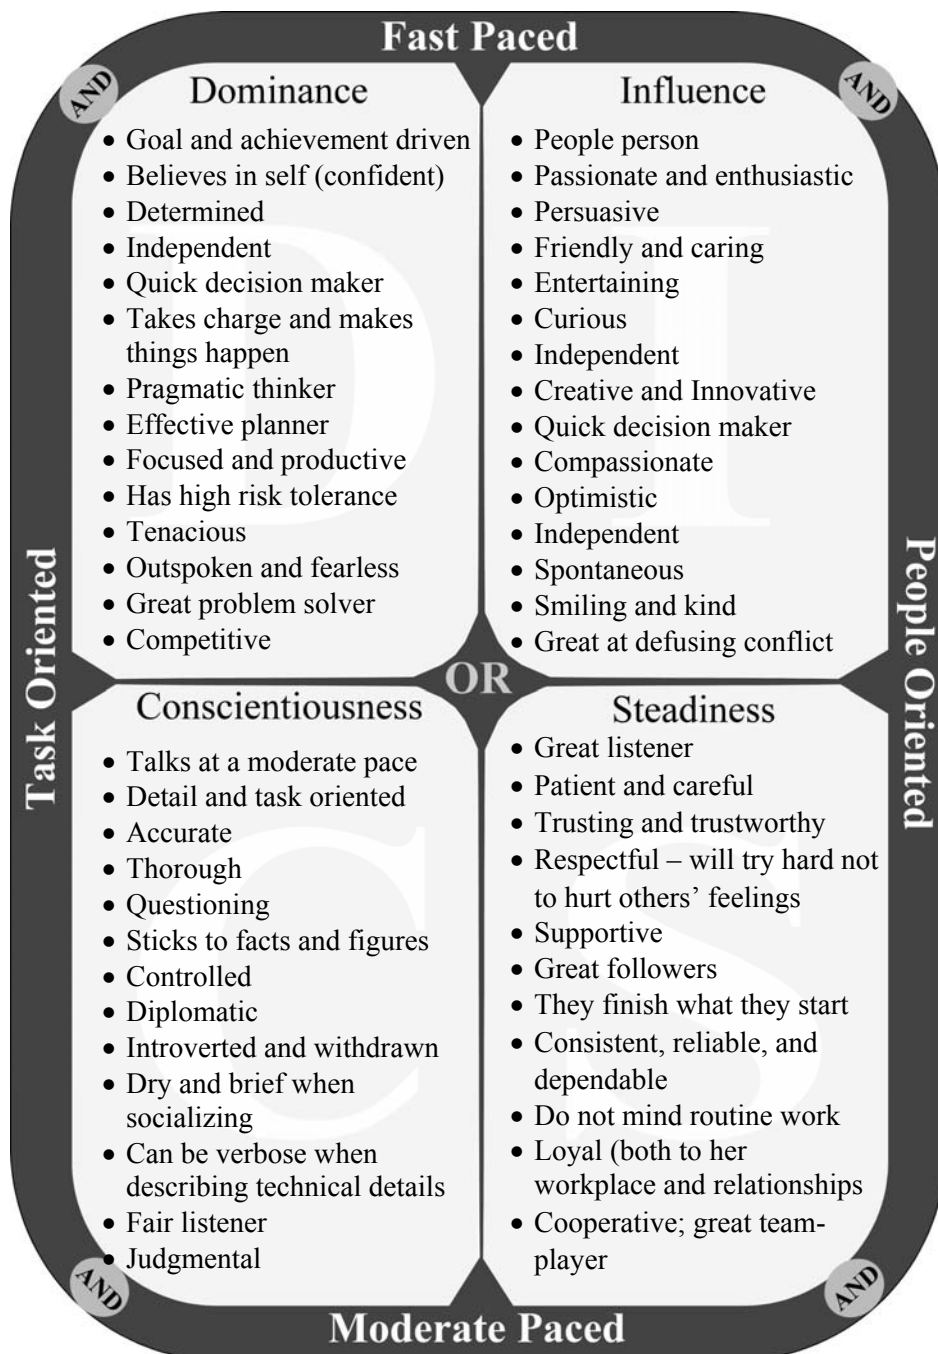 Fast Paced
AND
AND
Dominance
• Goal and achievement driven
• Believes in self (confident)
• Determined
• Independent
• Quick decision maker
• Takes charge and makes
things happen
• Pragmatic thinker
• Effective planner
• Focused and productive
• Has high risk tolerance
• Tenacious
• Outspoken and fearless
• Great problem solver
• Competitive
D
Influence
• People person
• Passionate and enthusiastic
• Persuasive
• Friendly and caring
• Entertaining
• Curious
• Independent
• Creative and Innovative
• Quick decision maker
• Compassionate
• Optimistic
• Independent
• Spontaneous
• Smiling and kind
• Great at defusing conflict
I
Task Oriented
OR
People Oriented
Conscientiousness
• Talks at a moderate pace
• Detail and task oriented
• Accurate
• Thorough
• Questioning
• Sticks to facts and figures
• Controlled
• Diplomatic
• Introverted and withdrawn
• Dry and brief when
socializing
• Can be verbose when
describing technical details
• Fair listener
• Judgmental
C
Steadiness
• Great listener
• Patient and careful
• Trusting and trustworthy
• Respectful – will try hard not
to hurt others’ feelings
• Supportive
• Great followers
• They finish what they start
• Consistent, reliable, and
dependable
• Do not mind routine work
• Loyal (both to her
workplace and relationships
• Cooperative; great team-
player
S
AND
AND
Moderate Paced